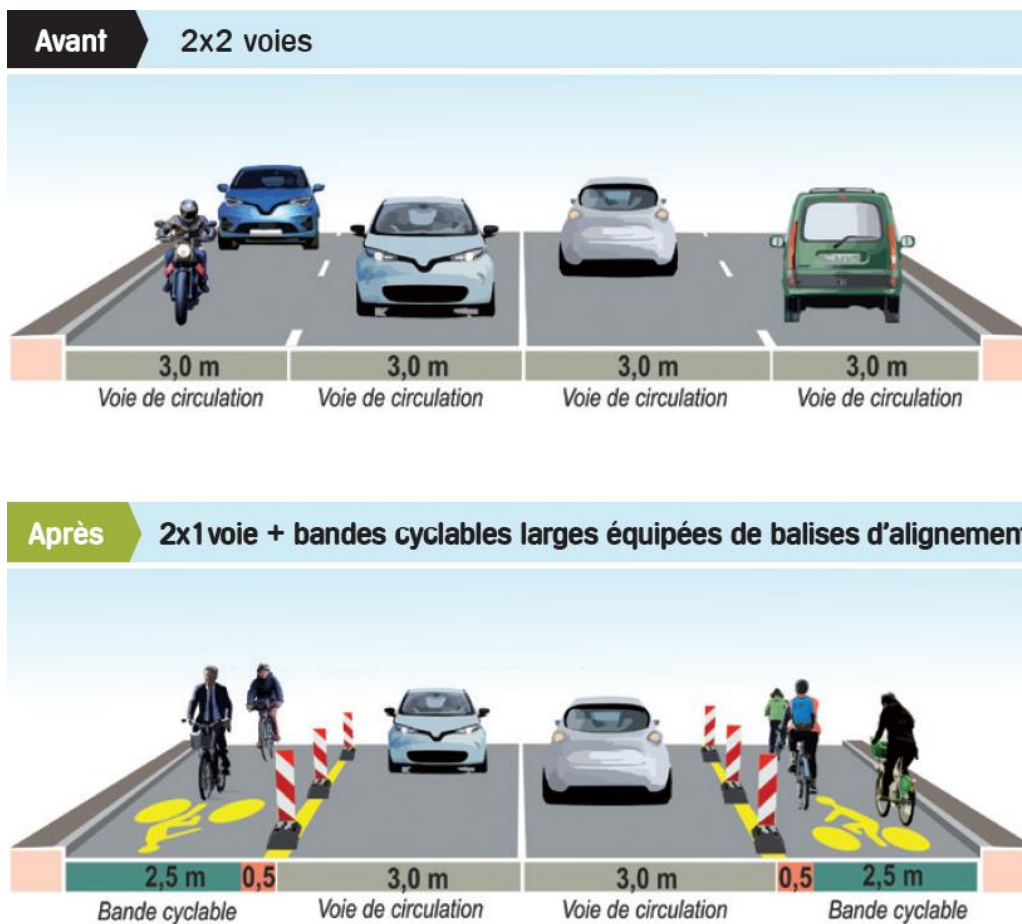 Avant 2x2 voies
3,0 m 3,0 m 3,0 m 3,0 m
Voie de circulation Voie de circulation Voie de circulation Voie de circulation
Après 2x1 voie + bandes cyclables larges équipées de balises d'alignement
2,5 m 0,5 3,0 m 3,0 m 0,5 2,5 m
Bande cyclable Voie de circulation Voie de circulation Bande cyclable